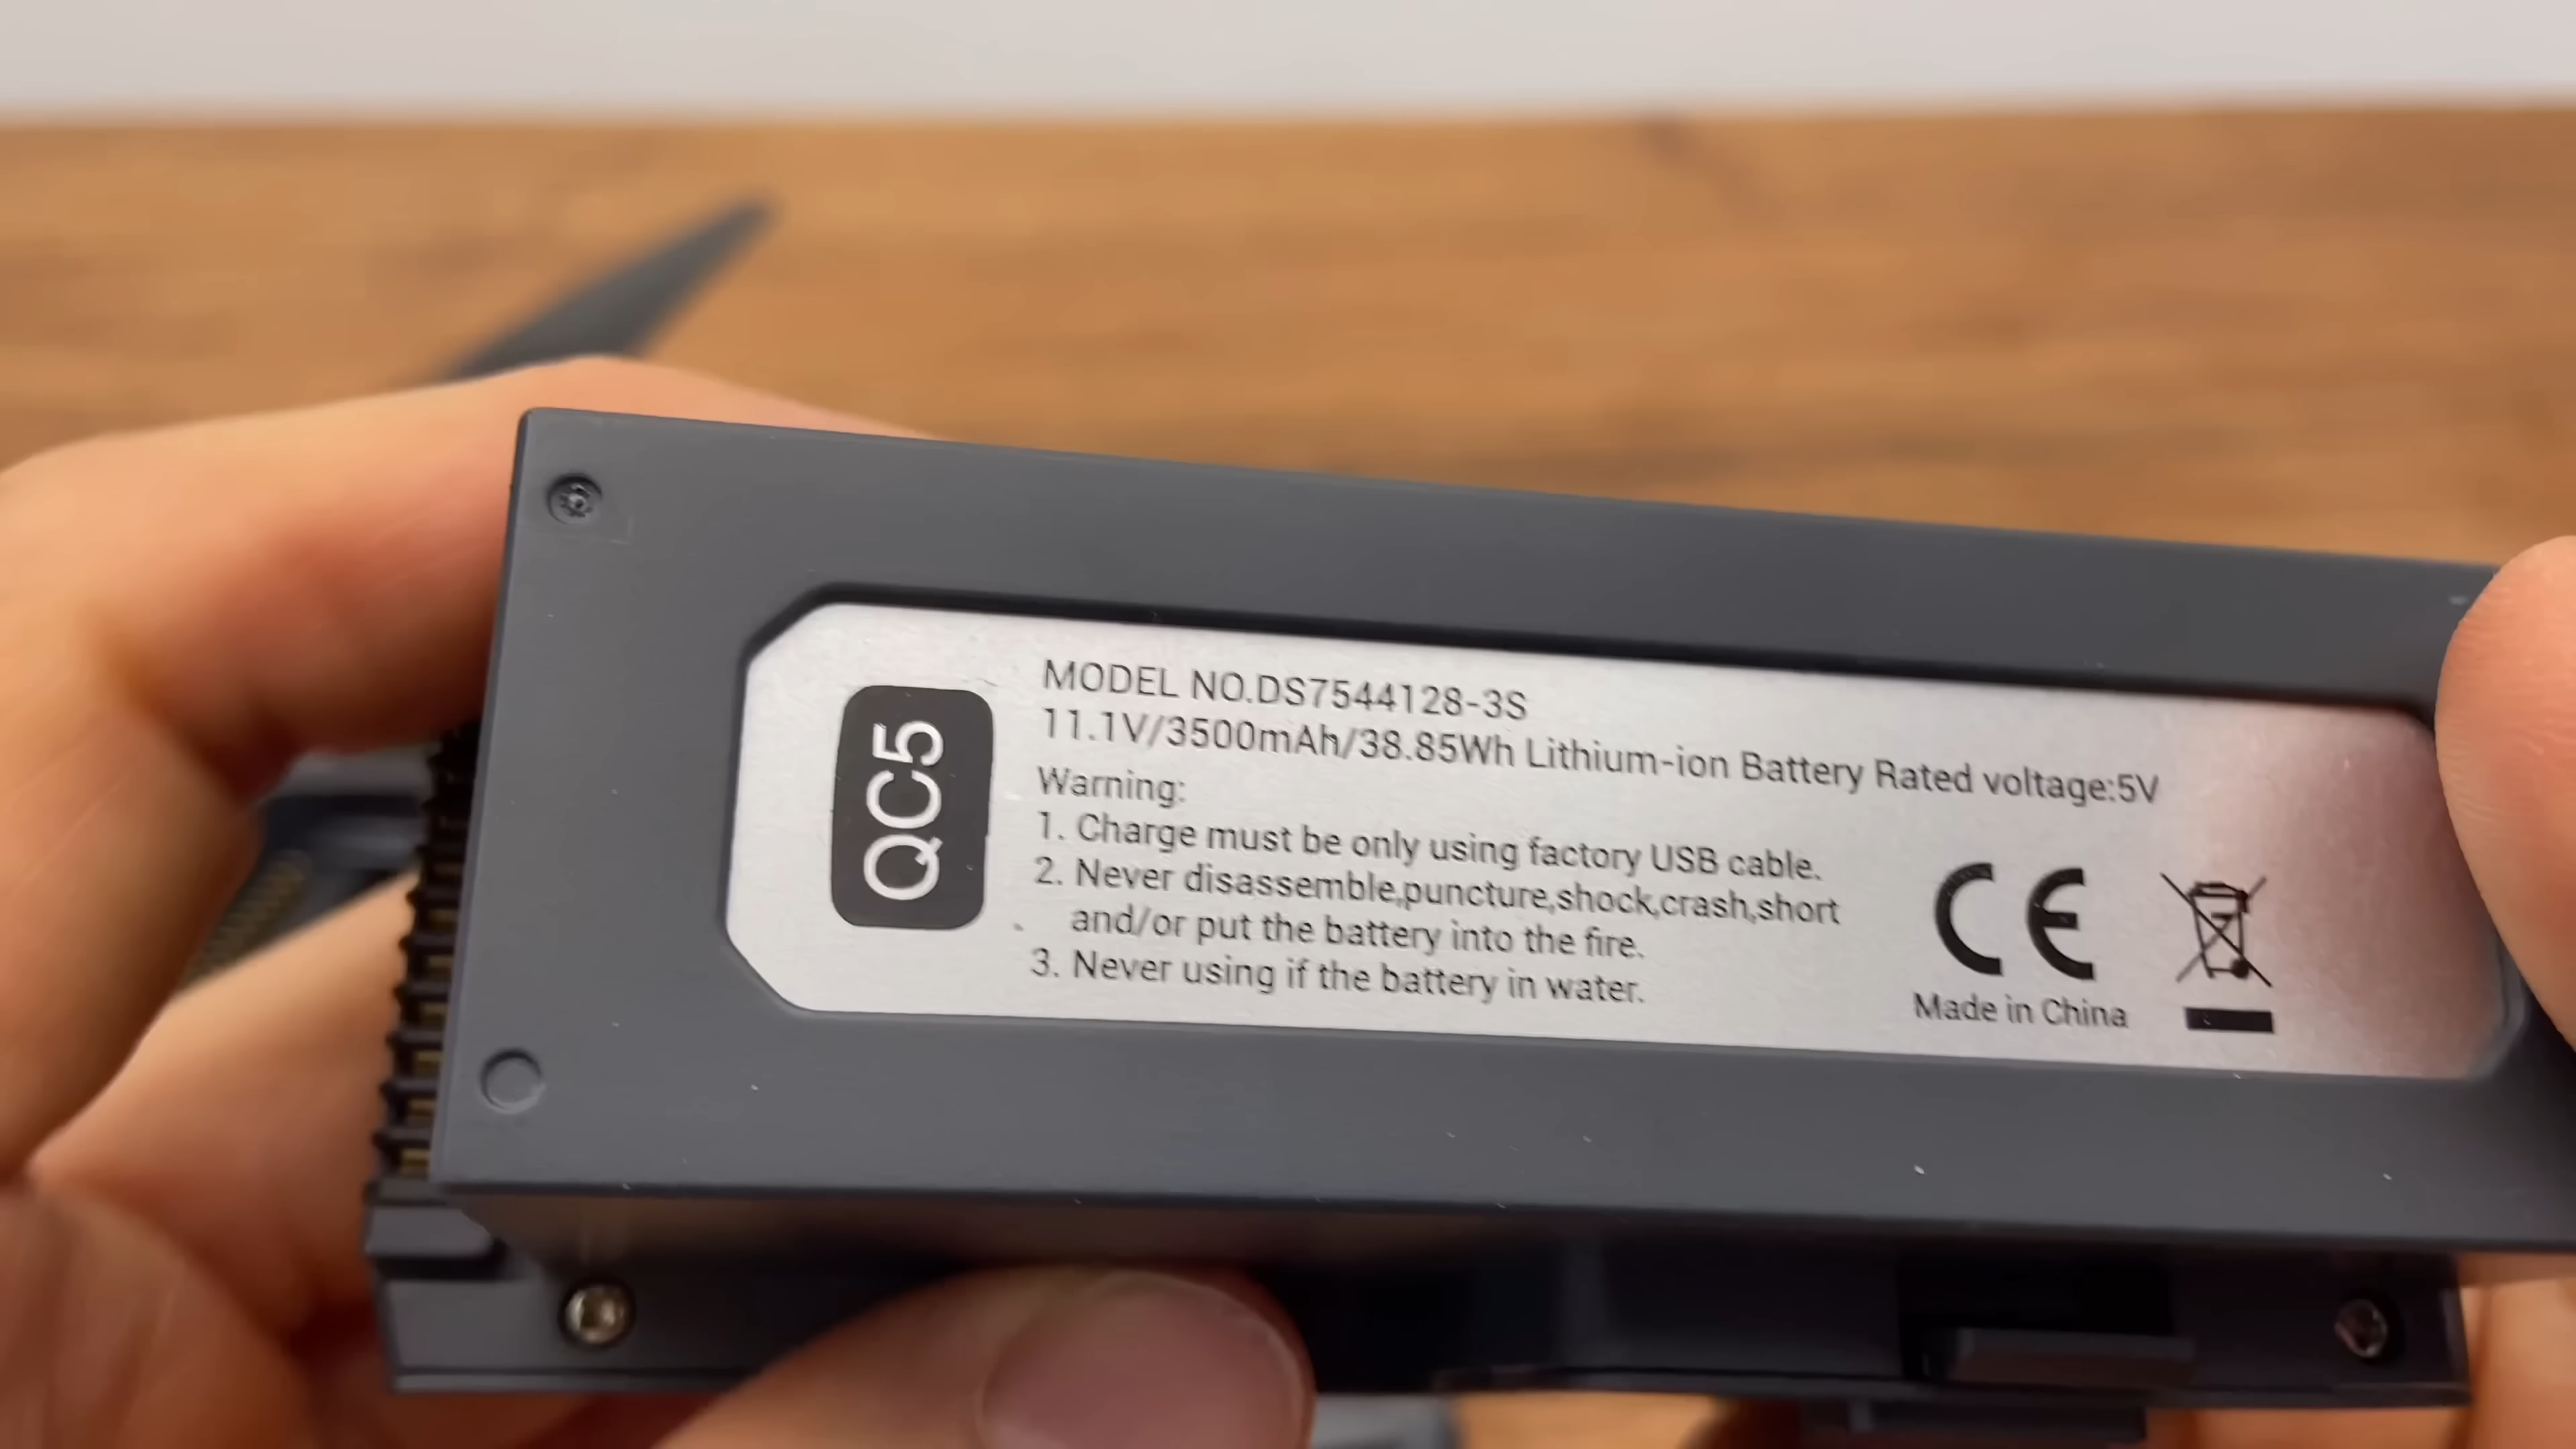 QC5
MODEL NO.DS7544128-3S
11.1V/3500mAh/38.85Wh Lithium-ion Battery Rated voltage:5V
Warning:
1. Charge must be only using factory USB cable.
2. Never disassemble,puncture,shock,crash,short
and/or put the battery into the fire.
3. Never using if the battery in water.
CE
Made in China